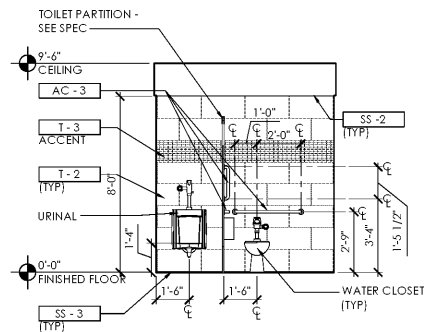 TOILET PARTITION -
SEE SPEC
9'-6"
CEILING
AC - 3
1'-0"
SS -2
(TYP)
℄ ℄ 2'-0" ℄
T - 3
ACCENT
T - 2
(TYP)
8'-0"
URINAL
1'-4"
2'-9"
3'-4"
1'-5 1/2"
℄
℄
℄
0'-0"
FINISHED FLOOR
1'-6"
1'-6"
WATER CLOSET
(TYP)
SS - 3
(TYP)
℄ ℄